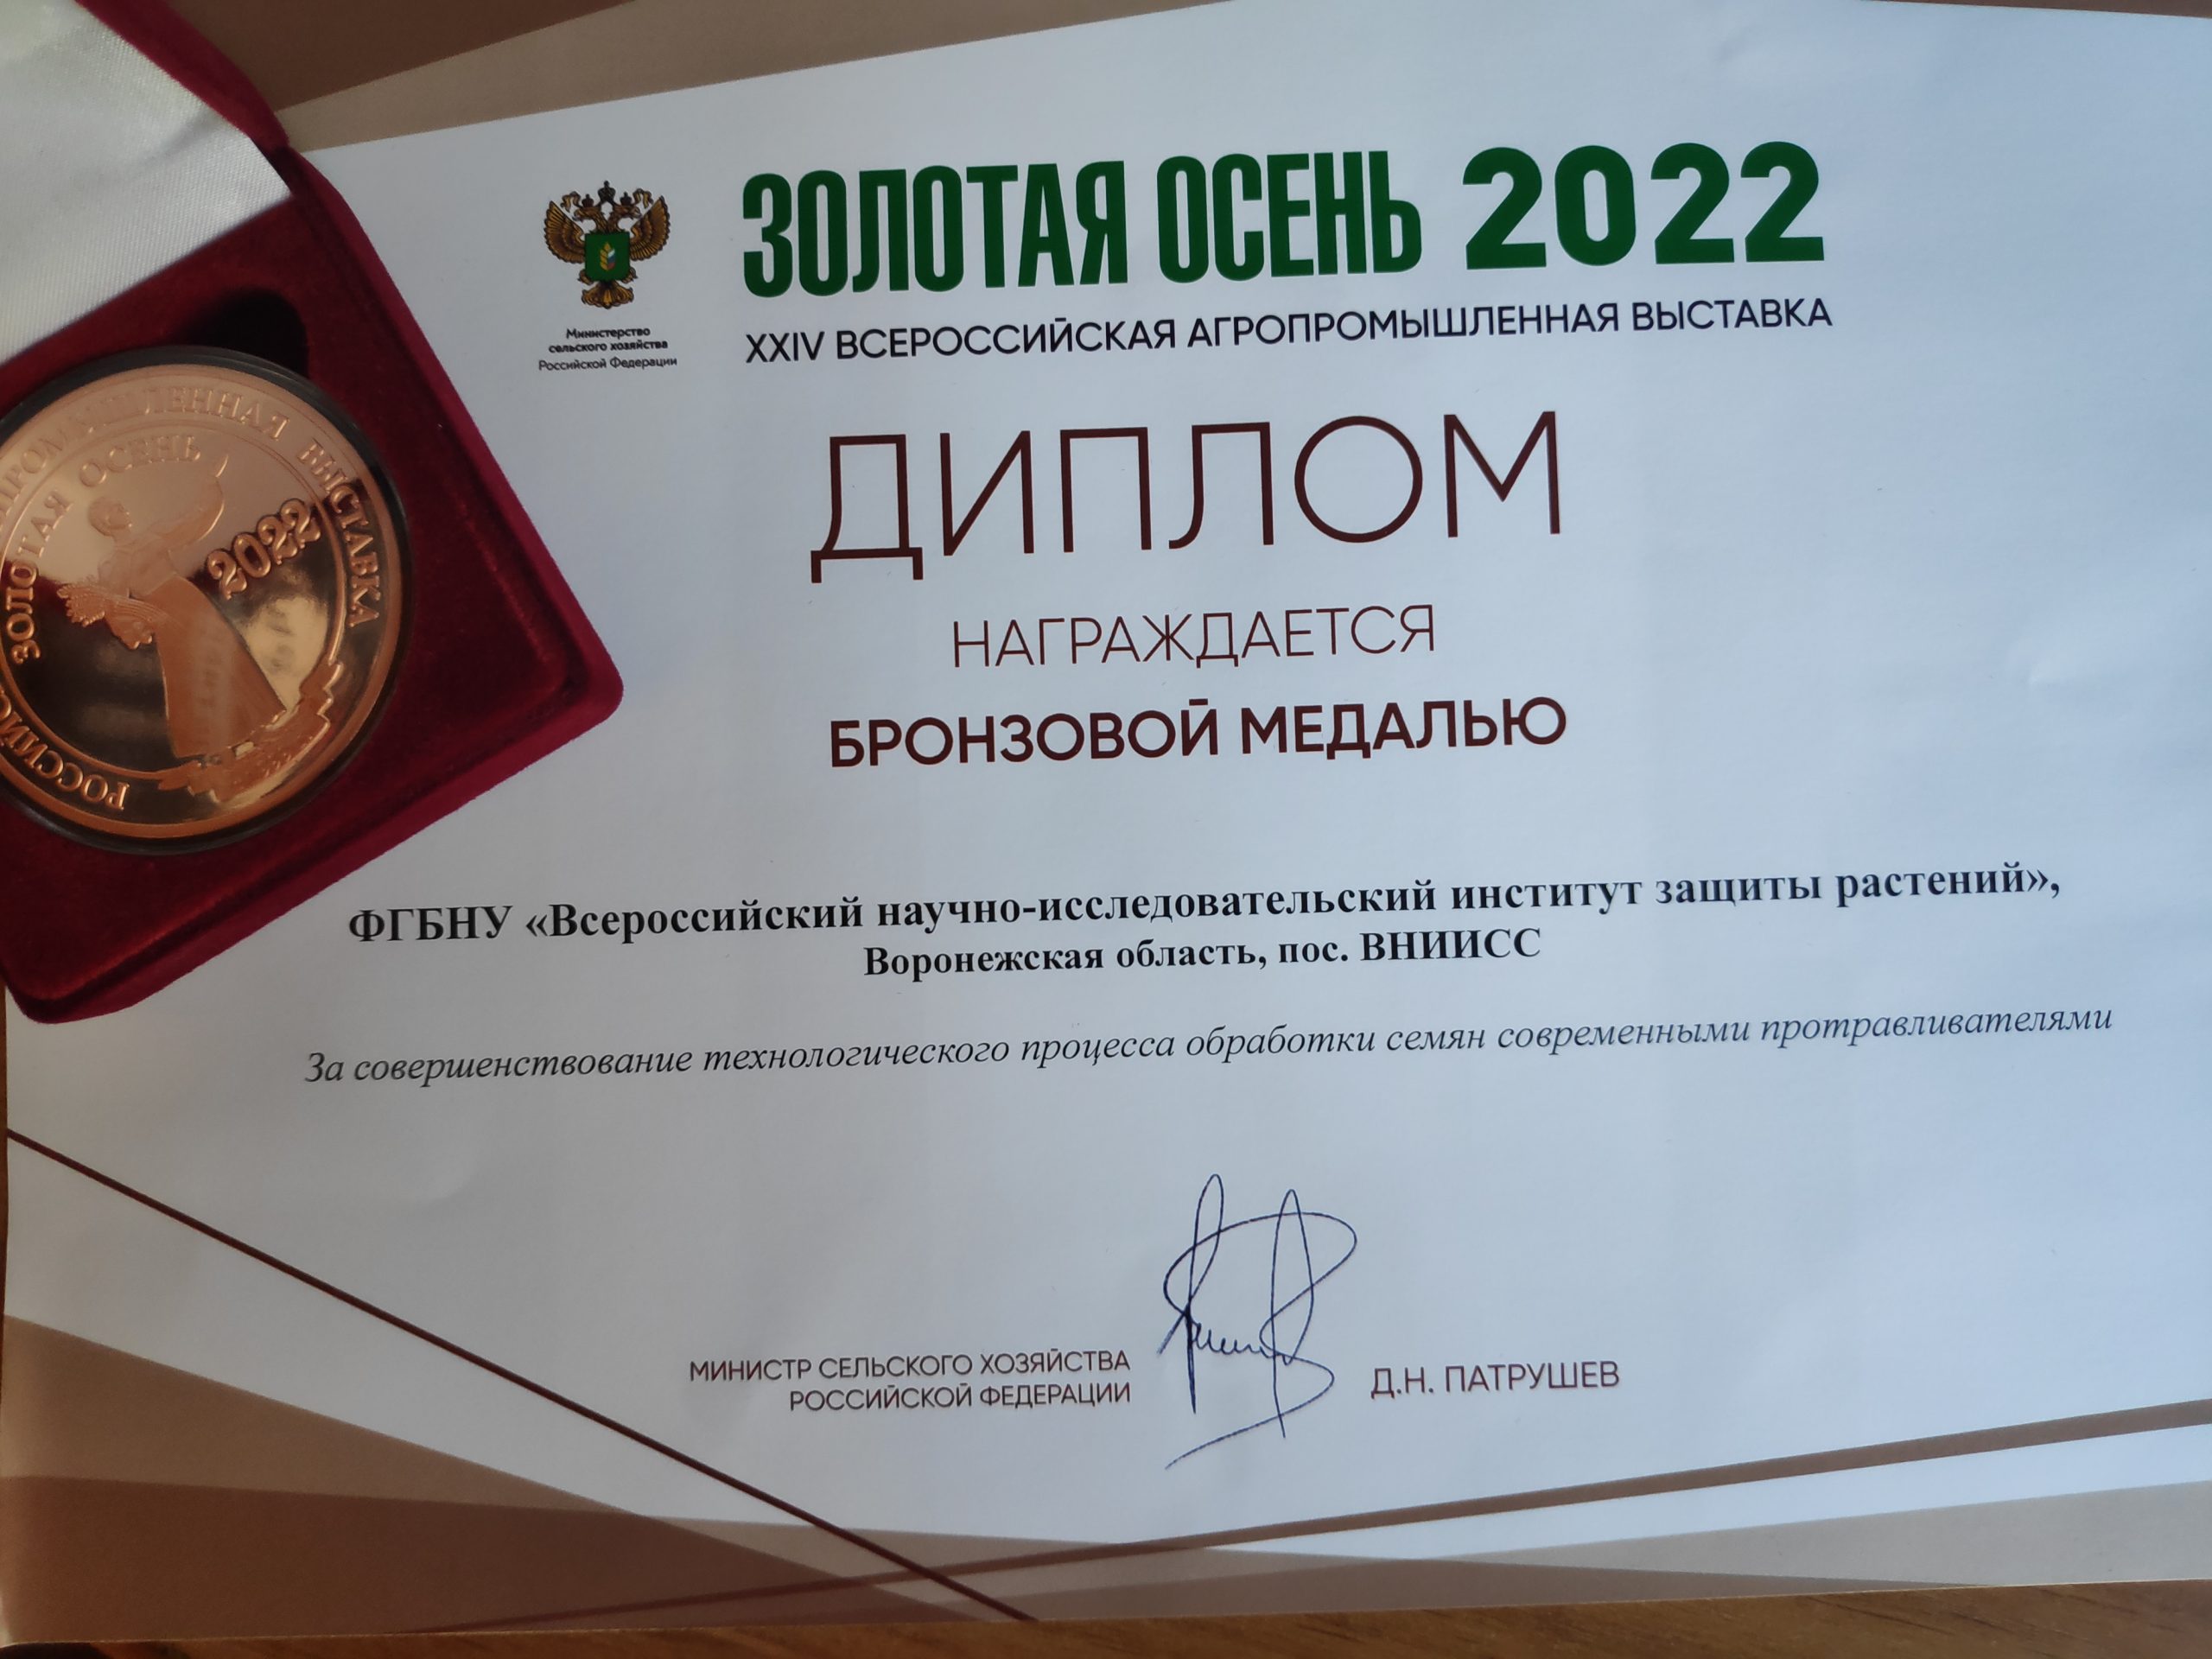 Министерство
сельского хозяйства
Российской Федерации
ЗОЛОТАЯ ОСЕНЬ 2022
XXIV ВСЕРОССИЙСКАЯ АГРОПРОМЫШЛЕННАЯ ВЫСТАВКА
ДИПЛОМ
НАГРАЖДАЕТСЯ
БРОНЗОВОЙ МЕДАЛЬЮ
ВЫСТАВКА
ЗОЛОТАЯ ОСЕНЬ
2022
ФГБНУ «Всероссийский научно-исследовательский институт защиты растений»,
Воронежская область, пос. ВНИИСС
За совершенствование технологического процесса обработки семян современными протравливателями
МИНИСТР СЕЛЬСКОГО ХОЗЯЙСТВА
РОССИЙСКОЙ ФЕДЕРАЦИИ
Д.Н. ПАТРУШЕВ